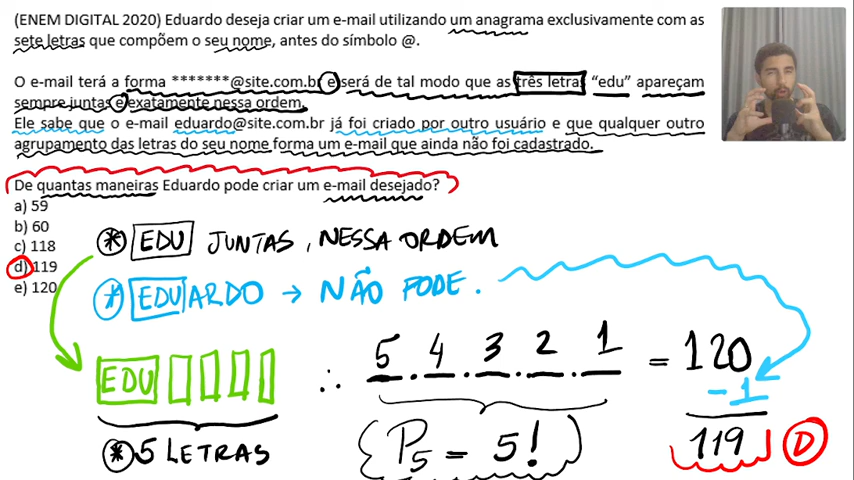 (ENEM DIGITAL 2020) Eduardo deseja criar um e-mail utilizando um anagrama exclusivamente com as
sete letras que compõem o seu nome, antes do símbolo @.
O e-mail terá a forma *******@site.com.br e será de tal modo que as três letras “edu” apareçam
sempre juntas e exatamente nessa ordem.
Ele sabe que o e-mail eduardo@site.com.br já foi criado por outro usuário e que qualquer outro
agrupamento das letras do seu nome forma um e-mail que ainda não foi cadastrado.
De quantas maneiras Eduardo pode criar um e-mail desejado?
a) 59
b) 60
c) 118
d) 119
e) 120
* EDU JUNTAS, NESSA ORDEM
* EDUARDO → NÃO PODE.
EDU ∴ 5 . 4 . 3 . 2 . 1 = 120
-1
* 5 LETRAS
P5 = 5!
119 D